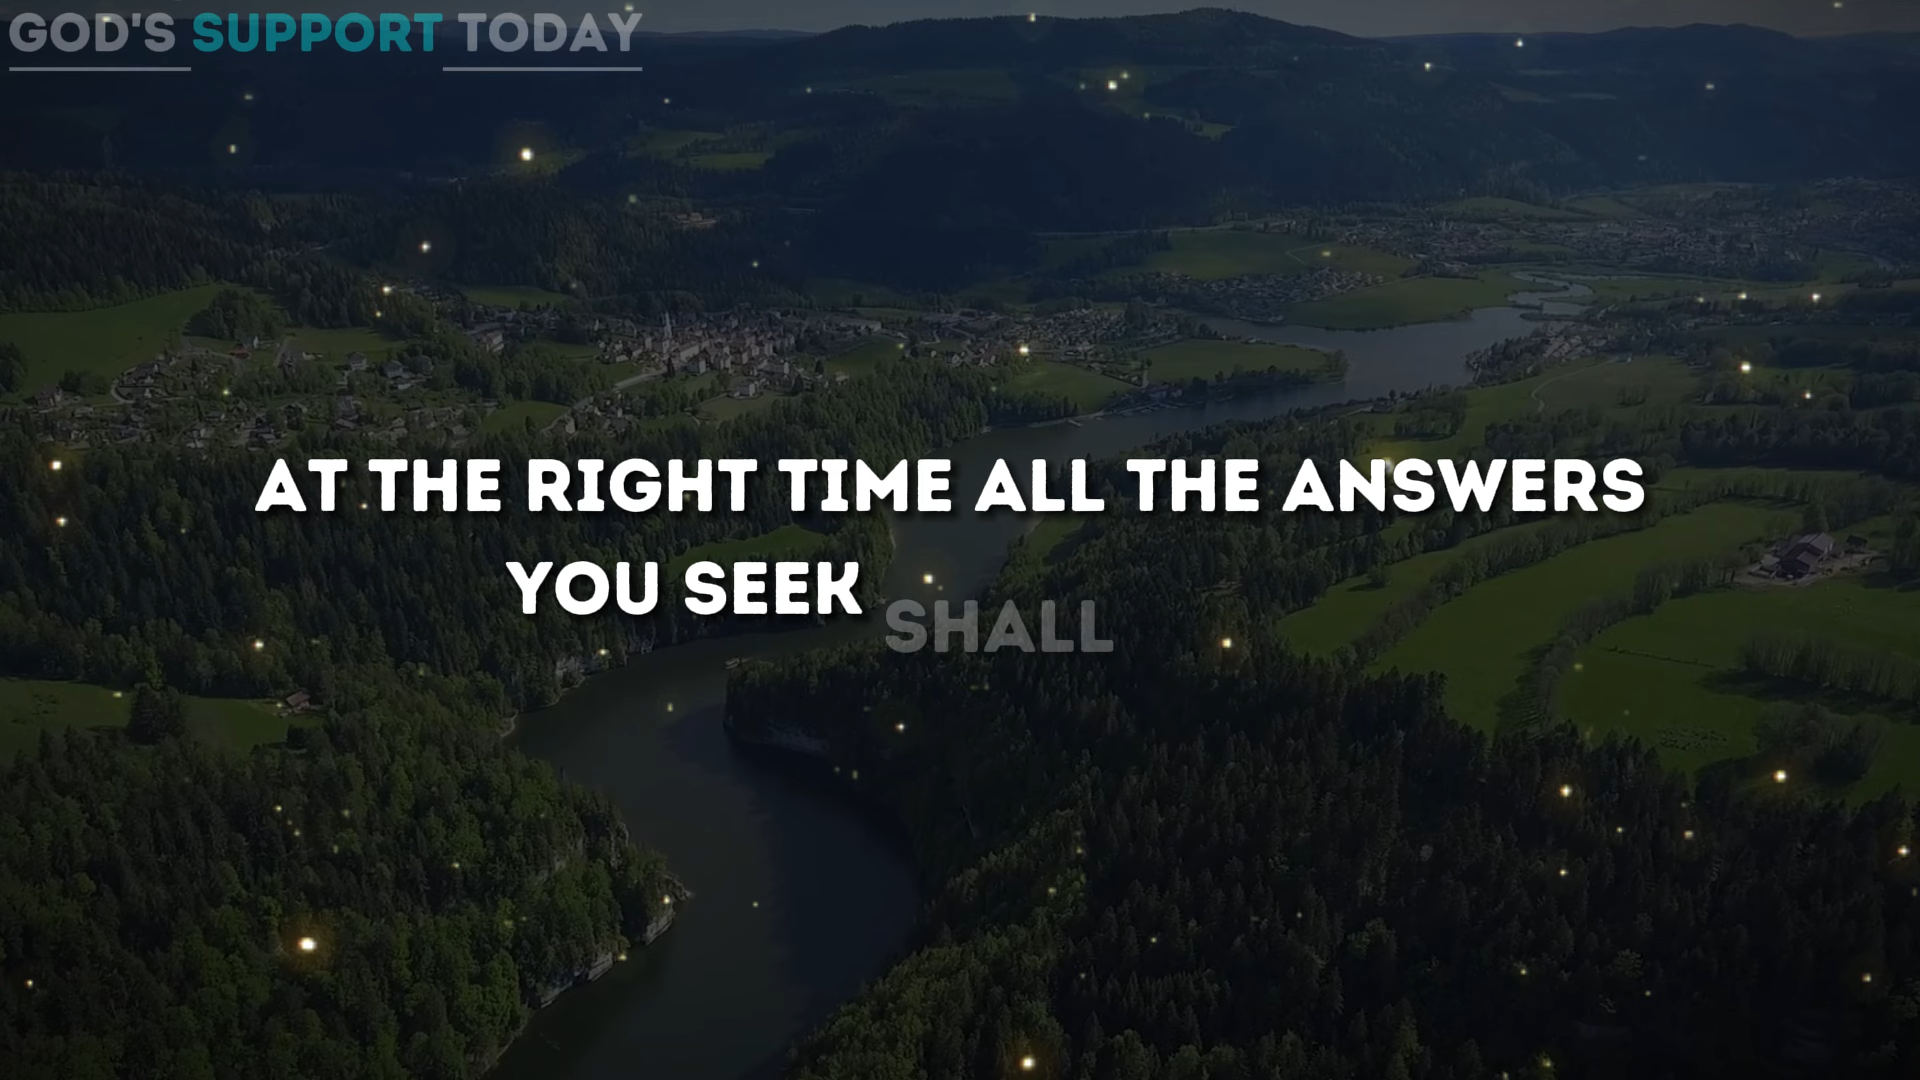 GOD'S SUPPORT TODAY
AT THE RIGHT TIME ALL THE ANSWERS
YOU SEEK SHALL